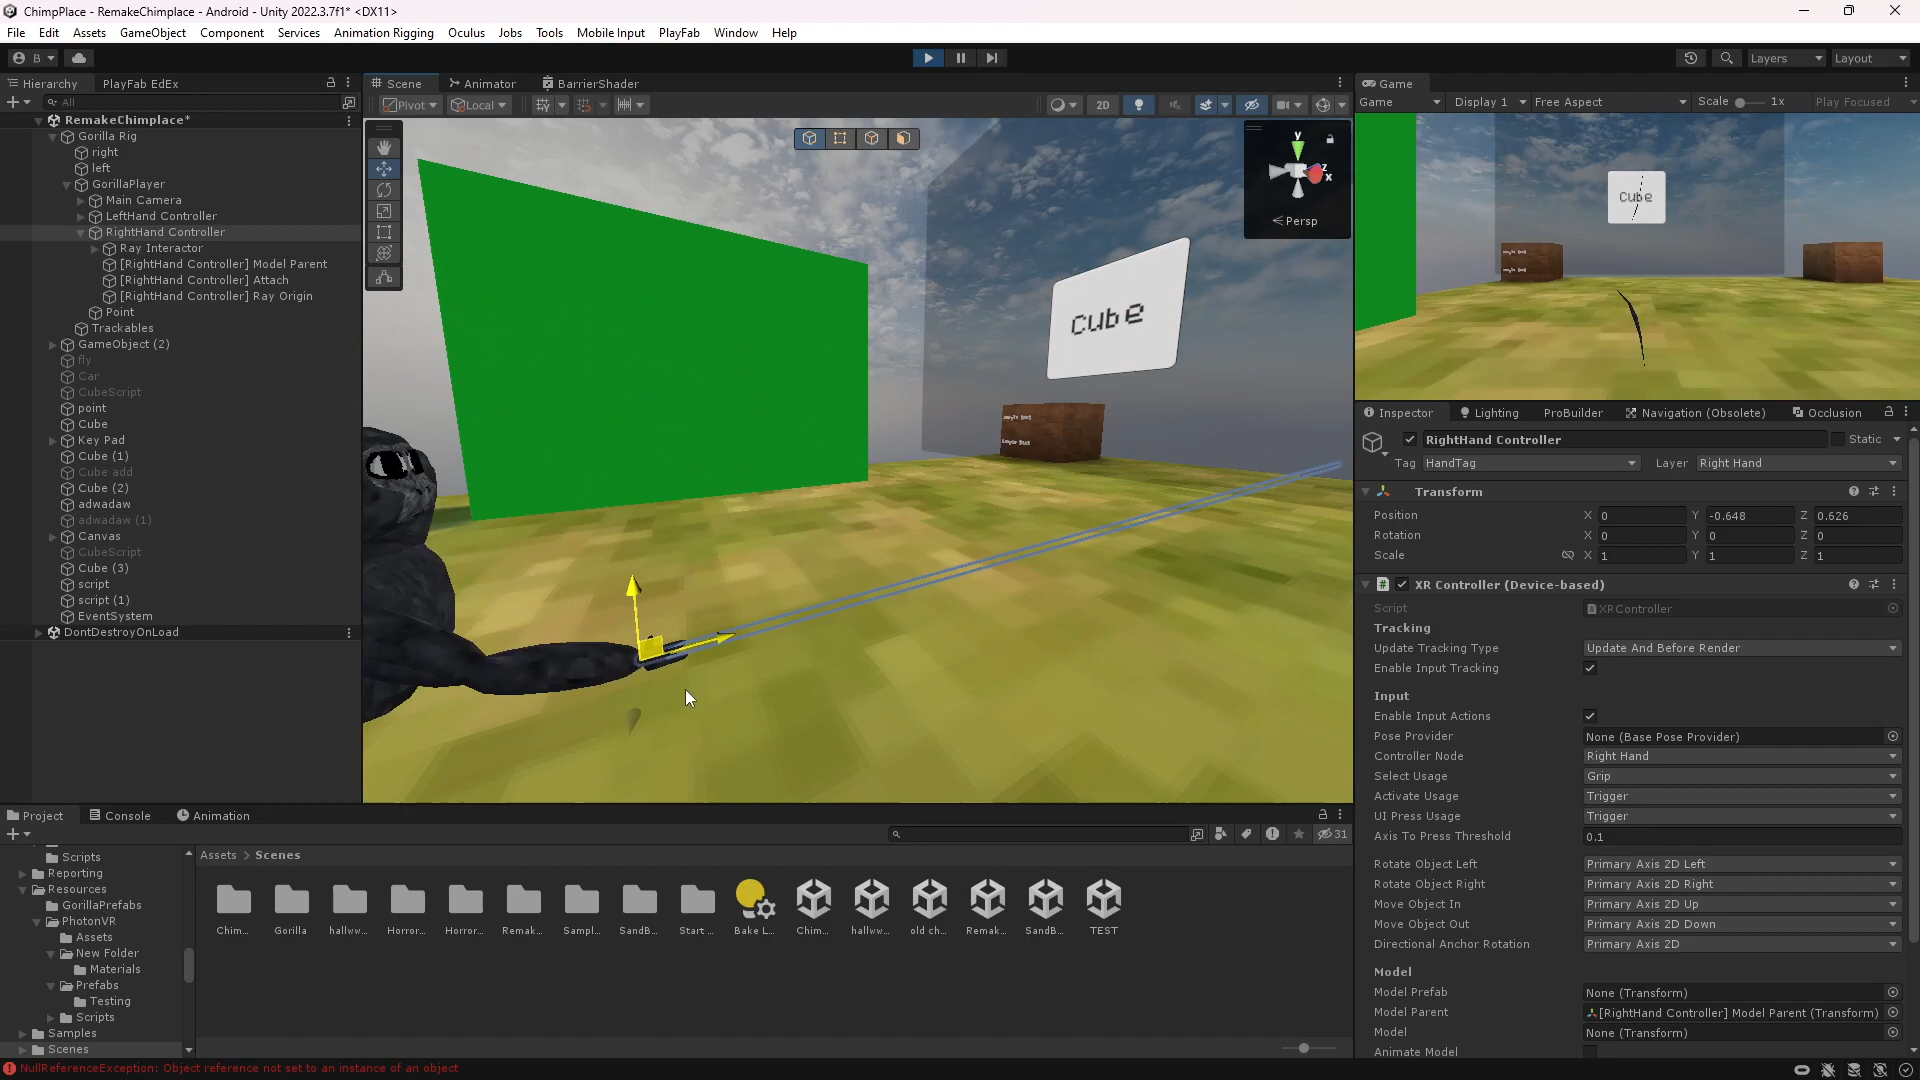 ChimpPlace - RemakeChimplace - Android - Unity 2022.3.7f1* <DX11>
File Edit Assets GameObject Component Services Animation Rigging Oculus Jobs Tools Mobile Input PlayFab Window Help
B Layers Layout
Hierarchy PlayFab EdEx
All
RemakeChimplace*
Gorilla Rig
right
left
GorillaPlayer
Main Camera
LeftHand Controller
RightHand Controller
Ray Interactor
[RightHand Controller] Model Parent
[RightHand Controller] Attach
[RightHand Controller] Ray Origin
Point
Trackables
GameObject (2)
fly
Car
CubeScript
point
Cube
Key Pad
Cube (1)
Cube add
Cube (2)
adwadaw
adwadaw (1)
Canvas
CubeScript
Cube (3)
script
script (1)
EventSystem
DontDestroyOnLoad
Scene Animator BarrierShader
Pivot Local 2D
y
z
x
Persp
Cube
Game
Game Display 1 Free Aspect Scale 1x Play Focused
Cube
Inspector Lighting ProBuilder Navigation (Obsolete) Occlusion
RightHand Controller Static
Tag HandTag Layer Right Hand
Transform
Position X 0 Y -0.648 Z 0.626
Rotation X 0 Y 0 Z 0
Scale X 1 Y 1 Z 1
# XR Controller (Device-based)
Script XRController
Tracking
Update Tracking Type Update And Before Render
Enable Input Tracking
Input
Enable Input Actions
Pose Provider None (Base Pose Provider)
Controller Node Right Hand
Select Usage Grip
Activate Usage Trigger
UI Press Usage Trigger
Axis To Press Threshold 0.1
Rotate Object Left Primary Axis 2D Left
Rotate Object Right Primary Axis 2D Right
Move Object In Primary Axis 2D Up
Move Object Out Primary Axis 2D Down
Directional Anchor Rotation Primary Axis 2D
Model
Model Prefab None (Transform)
Model Parent [RightHand Controller] Model Parent (Transform)
Model None (Transform)
Animate Model
Project Console Animation
31
Scripts
Reporting
Resources
GorillaPrefabs
PhotonVR
Assets
New Folder
Materials
Prefabs
Testing
Scripts
Samples
Scenes
Assets > Scenes
Chim... Gorilla hallww... Horror... Horror... Remak... Sampl... SandB... Start ... Bake L... Chim... hallww... old ch... Remak... SandB... TEST
NullReferenceException: Object reference not set to an instance of an object